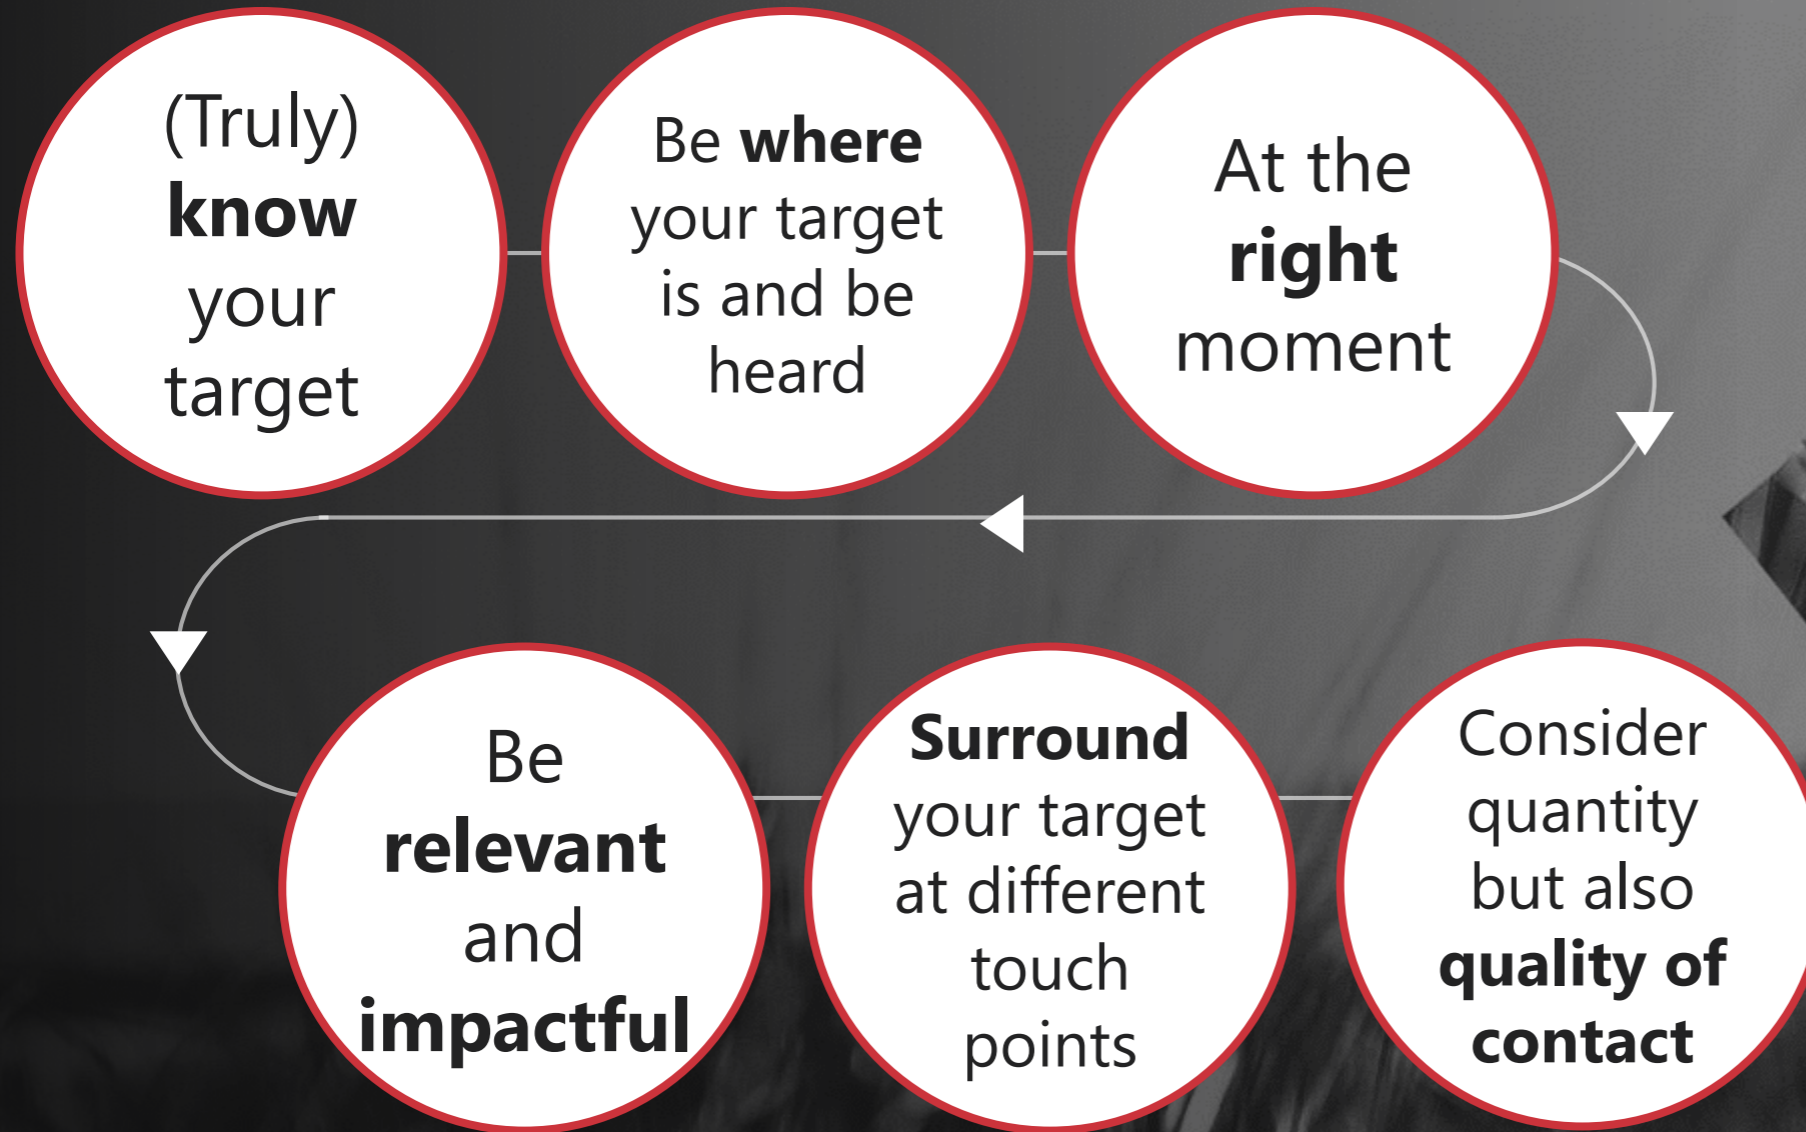 (Truly)
know
your
target
Be where
your target
is and be
heard
At the
right
moment
Be
relevant
and
impactful
Surround
your target
at different
touch
points
Consider
quantity
but also
quality of
contact